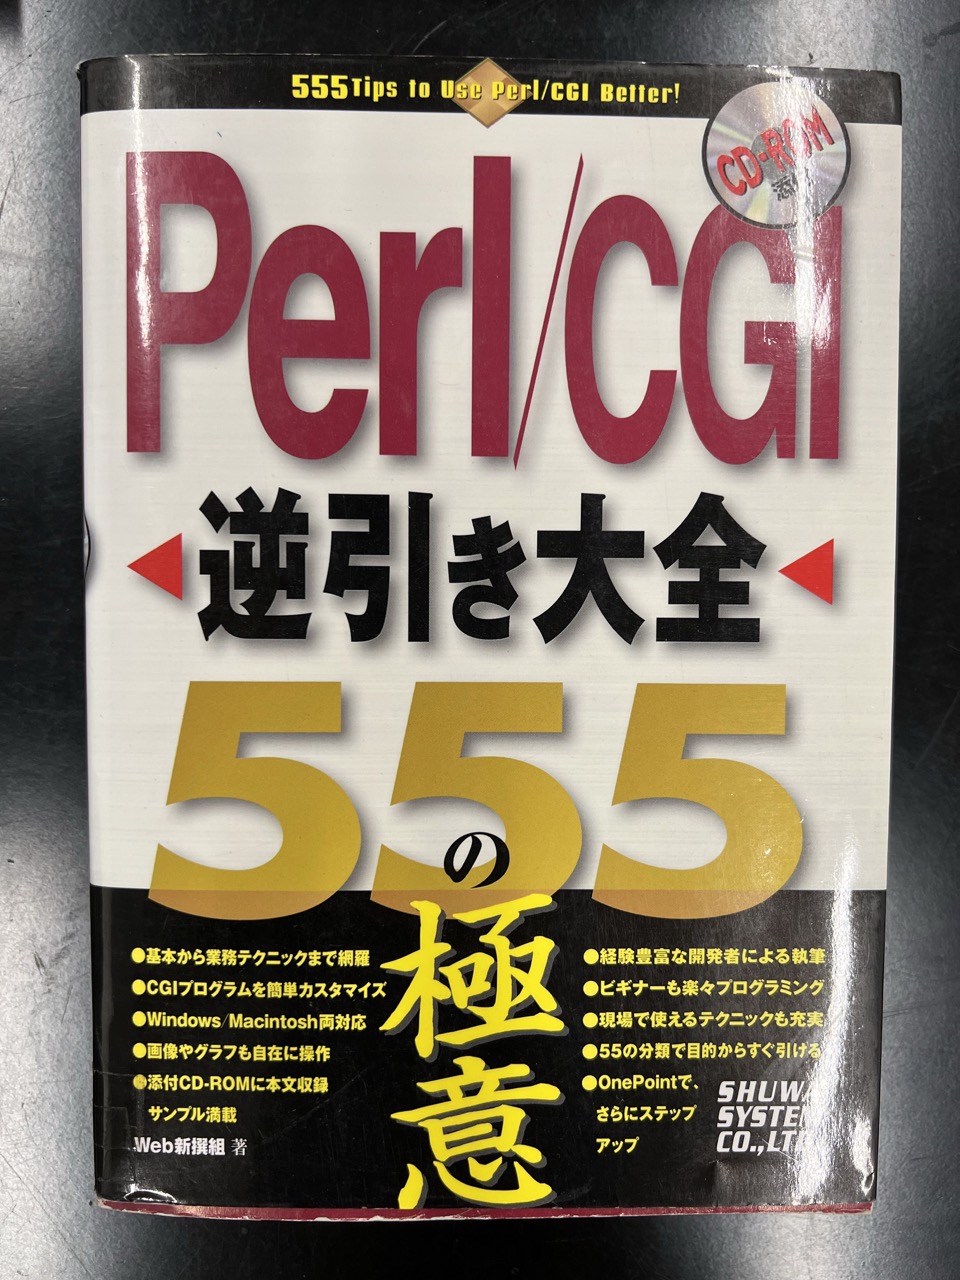 555 Tips to Use Perl/CGI Better!
CD-ROM
Perl/CGI
逆引き大全
555
の
極意
●基本から業務テクニックまで網羅
●CGIプログラムを簡単カスタマイズ
●Windows/Macintosh両対応
●画像やグラフも自在に操作
●添付CD-ROMに本文収録
サンプル満載
Web新撰組 著
●経験豊富な開発者による執筆
●ビギナーも楽々プログラミング
●現場で使えるテクニックも充実
●55の分類で目的からすぐ引ける
●OnePointで、
さらにステップ
アップ
SHUWA
SYSTEM
CO.,LTD.